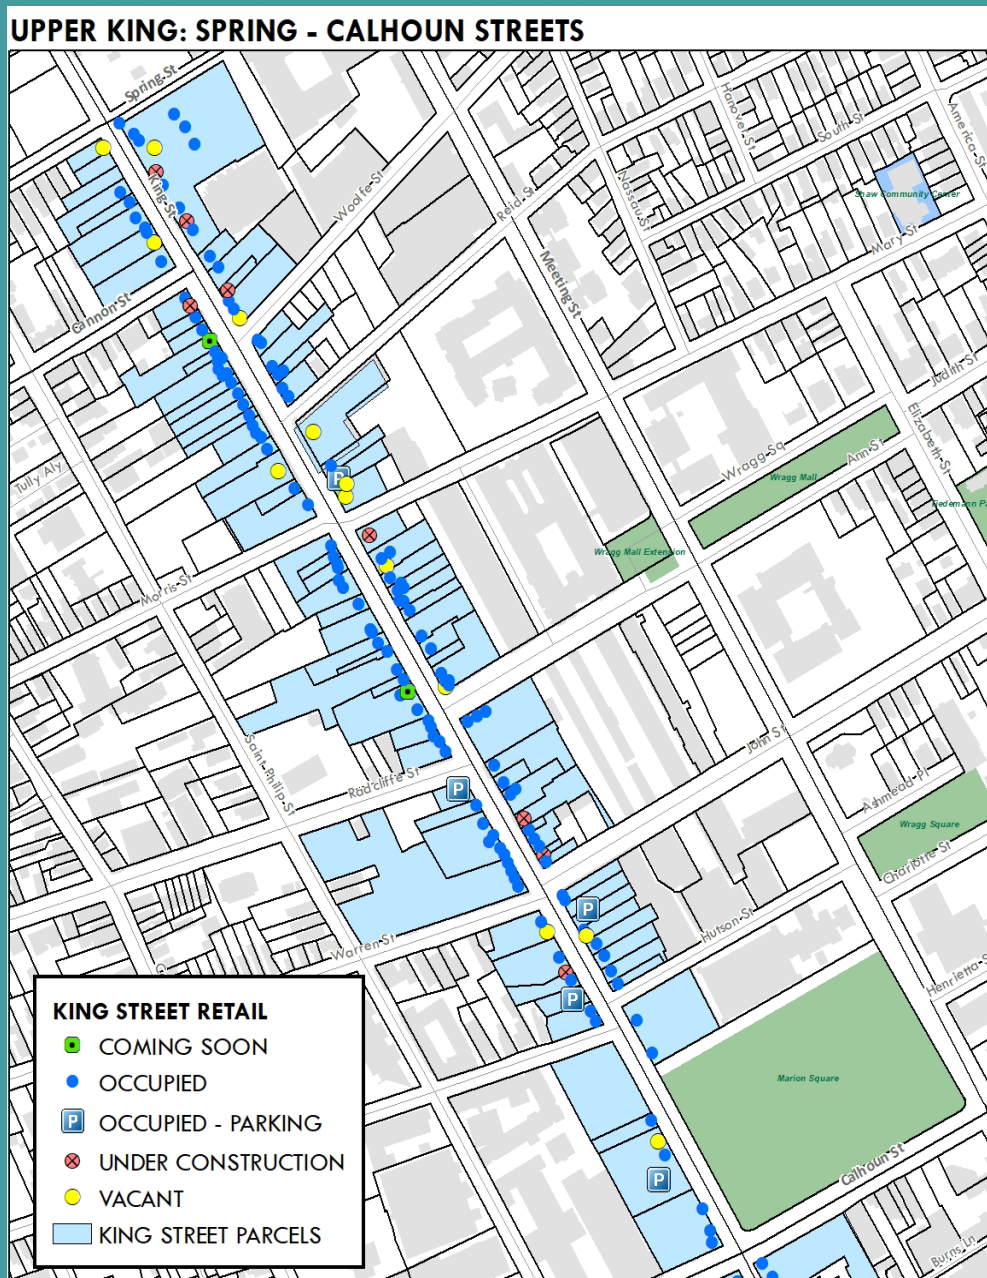 UPPER KING: SPRING - CALHOUN STREETS
Spring St
Hanover St
South St
America St
Shaw Community Center
King St
Woolfe St
Reid St
Nassau St
Mary St
Meeting St
Cannon St
Judith St
Elizabeth St
Wragg Sq
Ann St
Wragg Mall
Tully Aly
Wragg Mall Extension
Morris St
Saint Philip St
John St
Radcliffe St
P
P
Ashmead Pl
Wragg Square
Charlotte St
P
Hutson St
Warren St
Henrietta S
P
KING STREET RETAIL
COMING SOON
OCCUPIED
P OCCUPIED - PARKING
UNDER CONSTRUCTION
VACANT
KING STREET PARCELS
Marion Square
P
Calhoun St
Burns Ln